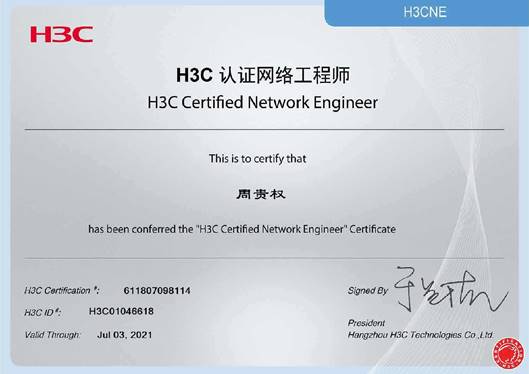 H3CNE
H3C
H3C 认证网络工程师
H3C Certified Network Engineer
This is to certify that
周贵权
has been conferred the "H3C Certified Network Engineer" Certificate
H3C Certification #: 611807098114
Signed By
H3C ID #: H3C01046618
President
Valid Through: Jul 03, 2021
Hangzhou H3C Technologies Co.,Ltd.